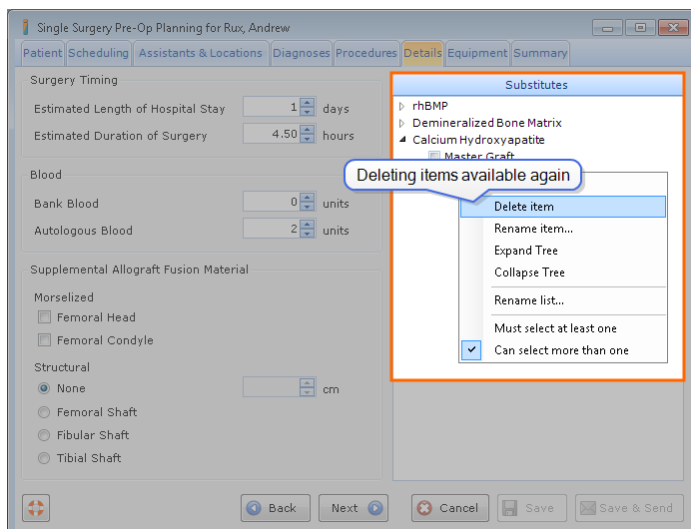 Single Surgery Pre-Op Planning for Rux, Andrew
Patient Scheduling Assistants & Locations Diagnoses Procedures Details Equipment Summary
Surgery Timing
Estimated Length of Hospital Stay 1 days
Estimated Duration of Surgery 4.50 hours
Blood
Bank Blood 0 units
Autologous Blood 2 units
Supplemental Allograft Fusion Material
Morselized
Femoral Head
Femoral Condyle
Structural
None cm
Femoral Shaft
Fibular Shaft
Tibial Shaft
Substitutes
rhBMP
Demineralized Bone Matrix
Calcium Hydroxyapatite
Master Graft
Deleting items available again
Delete item
Rename item...
Expand Tree
Collapse Tree
Rename list...
Must select at least one
Can select more than one
Back Next Cancel Save Save & Send